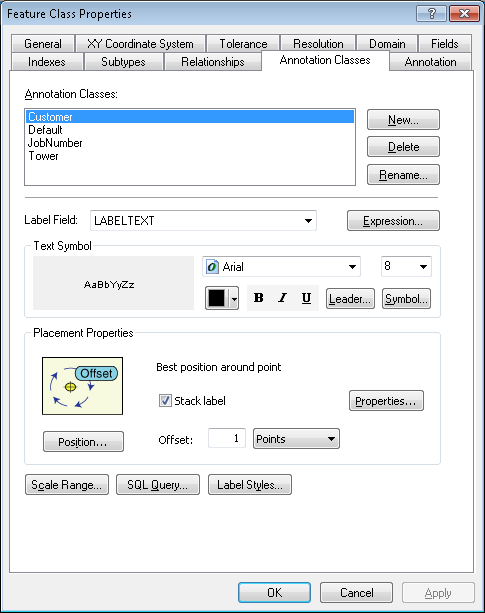 Feature Class Properties
General XY Coordinate System Tolerance Resolution Domain Fields
Indexes Subtypes Relationships Annotation Classes Annotation
Annotation Classes:
Customer
Default
JobNumber
Tower
New...
Delete
Rename...
Label Field: LABELTEXT Expression...
Text Symbol
AaBbYyZz
Arial 8
B I U Leader... Symbol...
Placement Properties
Offset
Best position around point
Stack label Properties...
Position... Offset: 1 Points
Scale Range... SQL Query... Label Styles...
OK Cancel Apply